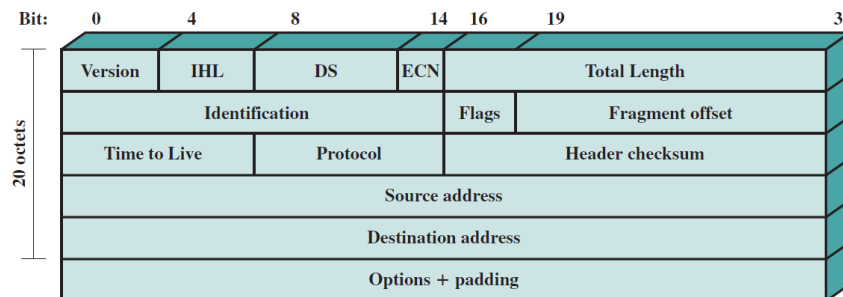 Bit: 0 4 8 14 16 19 3
Version IHL DS ECN Total Length
Identification Flags Fragment offset
Time to Live Protocol Header checksum
Source address
Destination address
Options + padding
20 octets